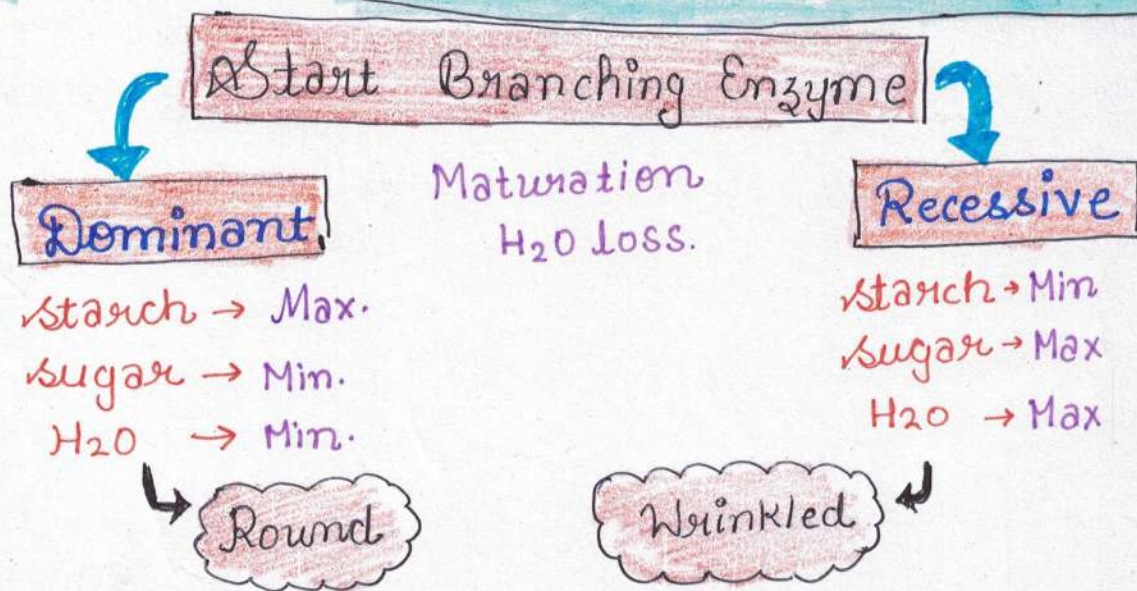 Start Branching Enzyme
Dominant
Maturation
H₂O loss.
Recessive
starch → Max.
sugar → Min.
H₂O → Min.
Round
starch → Min
sugar → Max
H₂O → Max
Wrinkled